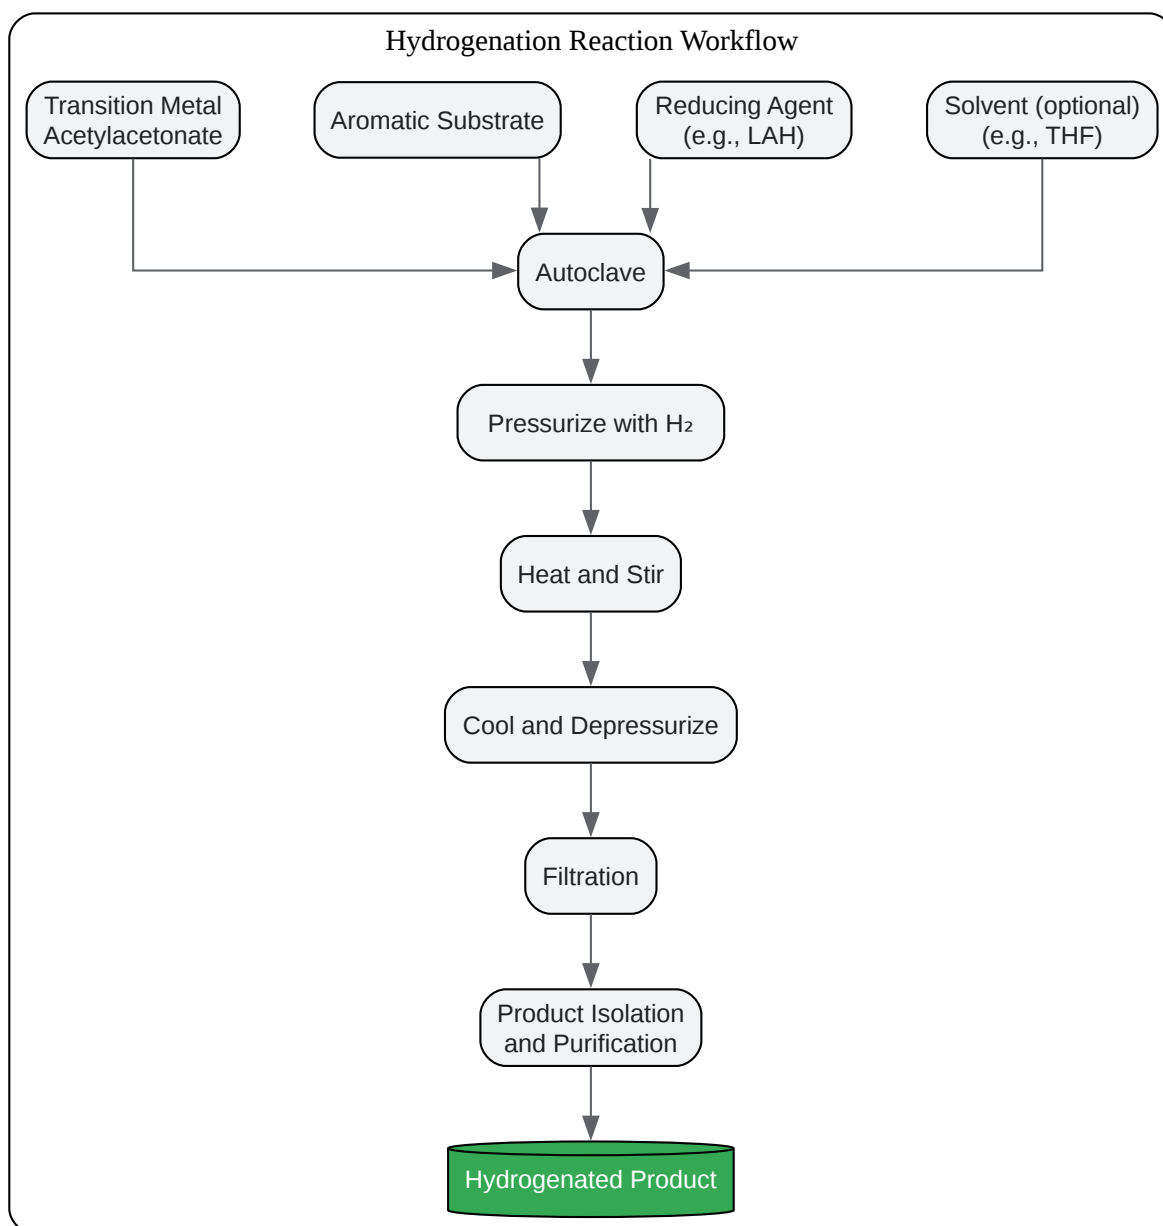 Hydrogenation Reaction Workflow
Transition Metal
Acetylacetonate
Aromatic Substrate
Reducing Agent
(e.g., LAH)
Solvent (optional)
(e.g., THF)
Autoclave
Pressurize with H₂
Heat and Stir
Cool and Depressurize
Filtration
Product Isolation
and Purification
Hydrogenated Product